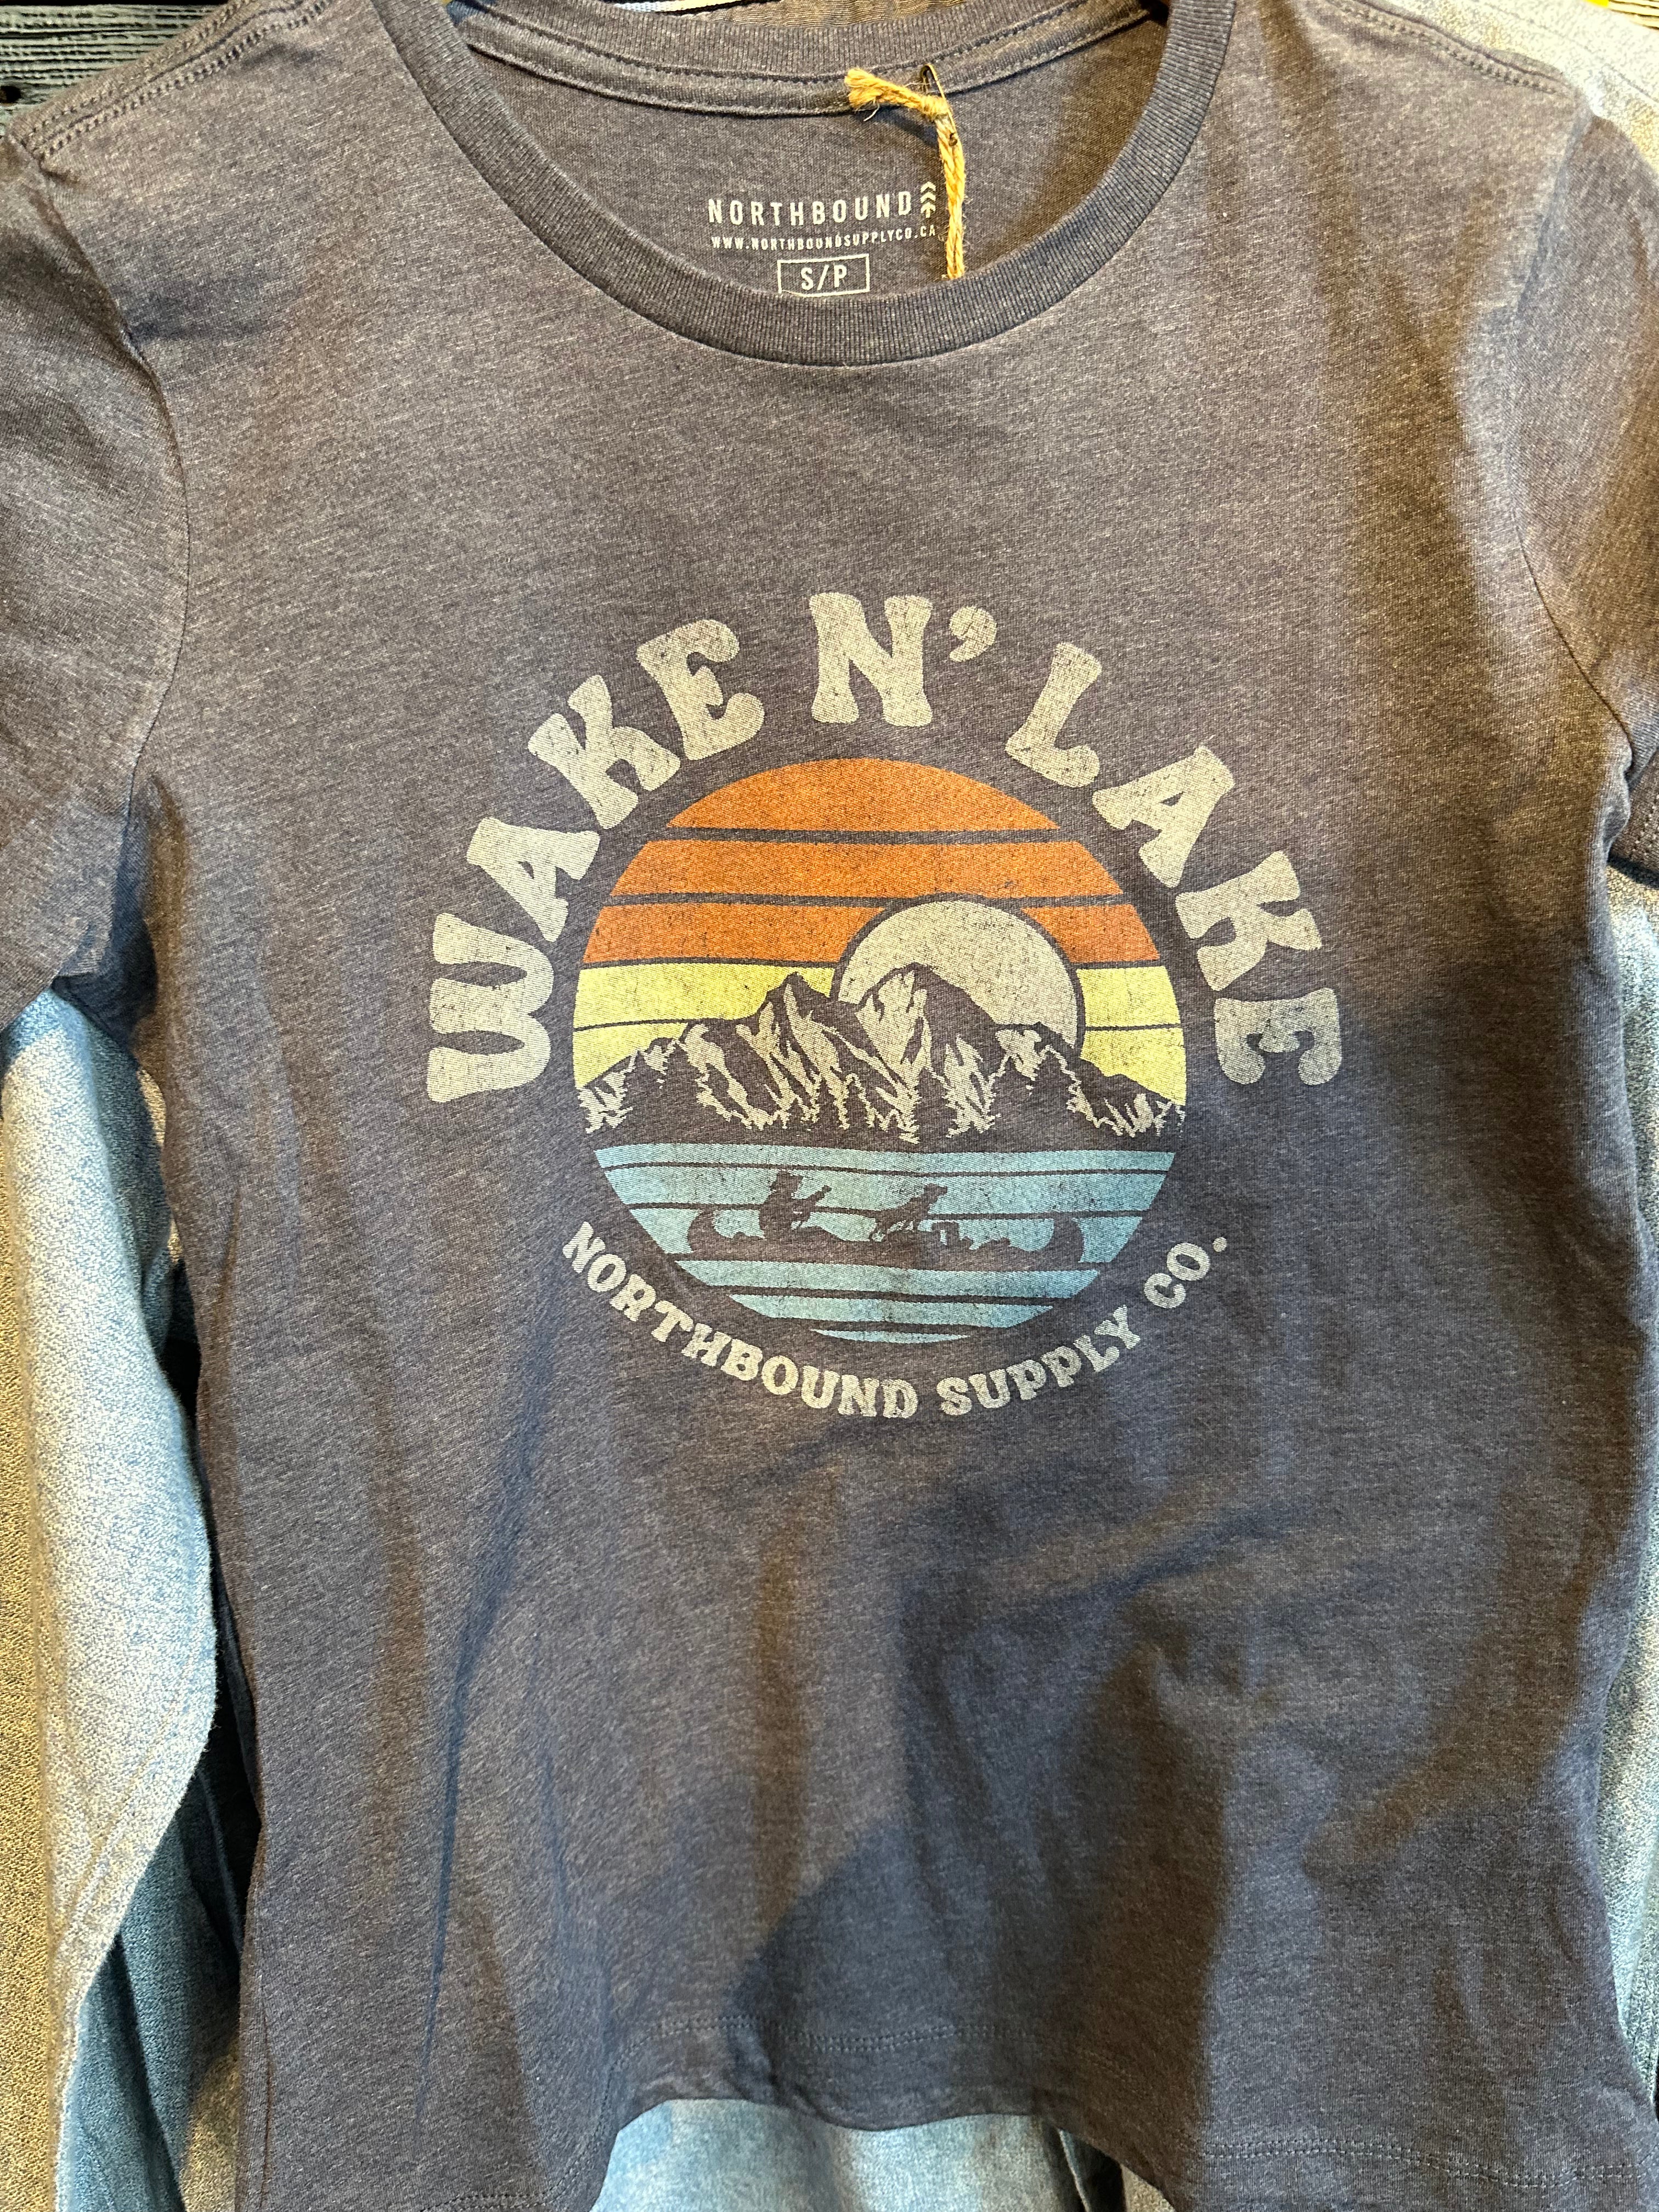 NORTHBOUND
WWW.NORTHBOUNDSUPPLYCO.CA
S/P
WAKE N' LAKE
NORTHBOUND SUPPLY CO.